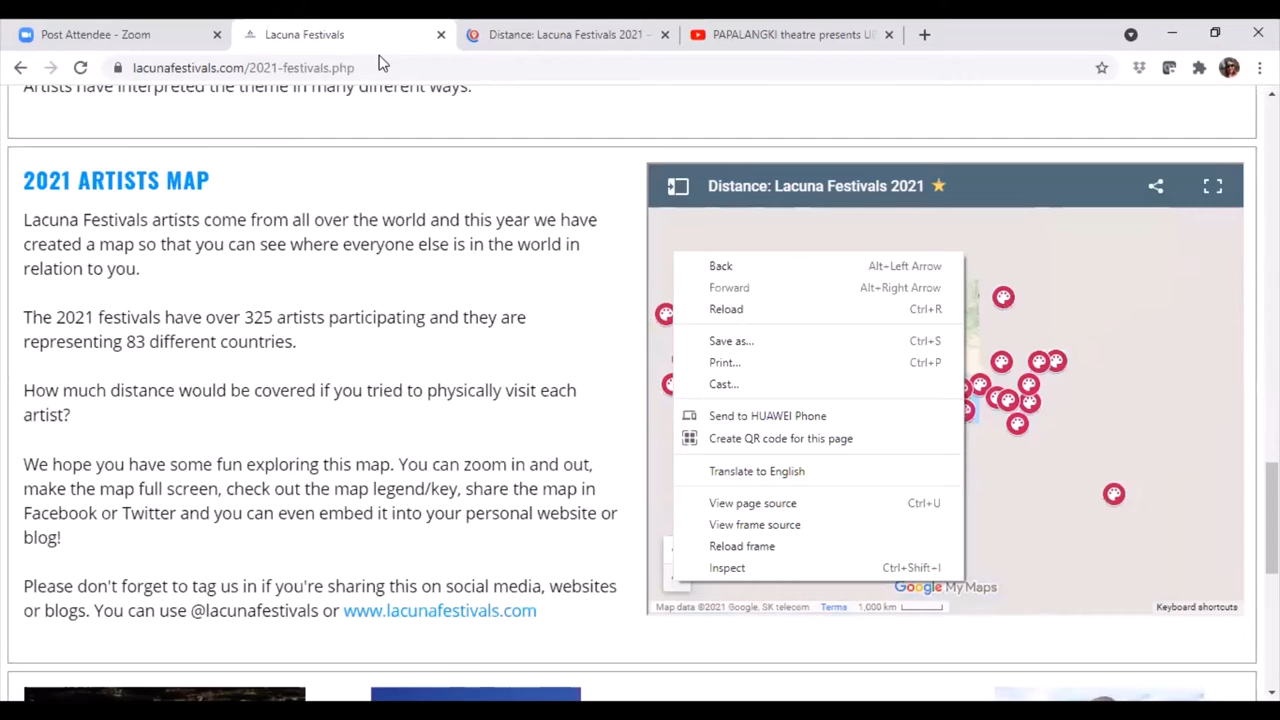 Post Attendee - Zoom
Lacuna Festivals
Distance: Lacuna Festivals 2021 -
PAPALANGKI theatre presents U
lacunafestivals.com/2021-festivals.php
Artists have interpreted the theme in many different ways.
2021 ARTISTS MAP
Lacuna Festivals artists come from all over the world and this year we have
created a map so that you can see where everyone else is in the world in
relation to you.
The 2021 festivals have over 325 artists participating and they are
representing 83 different countries.
How much distance would be covered if you tried to physically visit each
artist?
We hope you have some fun exploring this map. You can zoom in and out,
make the map full screen, check out the map legend/key, share the map in
Facebook or Twitter and you can even embed it into your personal website or
blog!
Please don't forget to tag us in if you're sharing this on social media, websites
or blogs. You can use @lacunafestivals or www.lacunafestivals.com
Distance: Lacuna Festivals 2021
Back Alt+Left Arrow
Forward Alt+Right Arrow
Reload Ctrl+R
Save as... Ctrl+S
Print... Ctrl+P
Cast...
Send to HUAWEI Phone
Create QR code for this page
Translate to English
View page source Ctrl+U
View frame source
Reload frame
Inspect Ctrl+Shift+I
Google My Maps
Map data ©2021 Google, SK telecom Terms 1,000 km Keyboard shortcuts